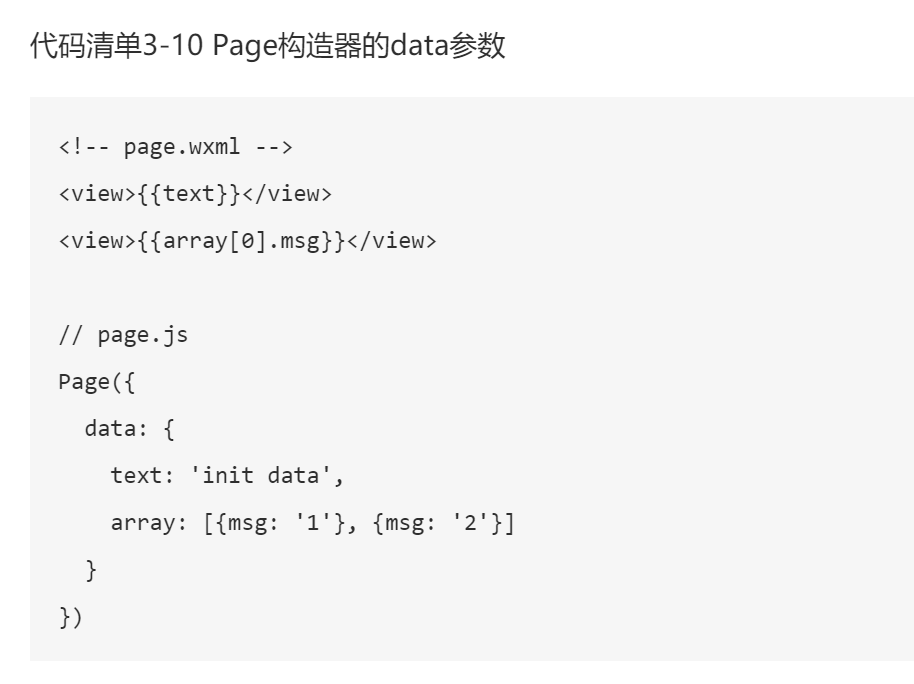 代码清单3-10 Page构造器的data参数
<!-- page.wxml -->
<view>{{text}}</view>
<view>{{array[0].msg}}</view>
// page.js
Page({
  data: {
    text: 'init data',
    array: [{msg: '1'}, {msg: '2'}]
  }
})